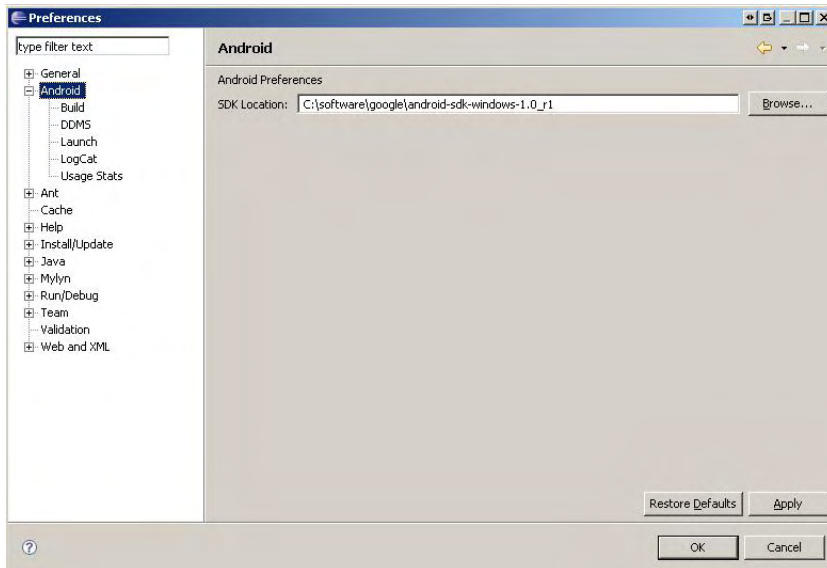 Preferences
type filter text
General
Android
Build
DDMS
Launch
LogCat
Usage Stats
Ant
Cache
Help
Install/Update
Java
Mylyn
Run/Debug
Team
Validation
Web and XML
Android
Android Preferences
SDK Location: C:\software\google\android-sdk-windows-1.0_r1 Browse...
Restore Defaults Apply
? OK Cancel